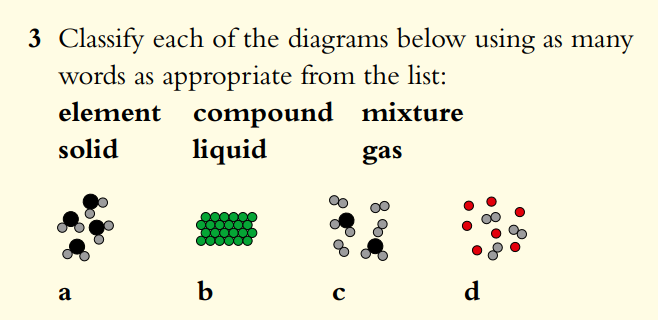 3 Classify each of the diagrams below using as many
words as appropriate from the list:
element compound mixture
solid liquid gas
a b c d